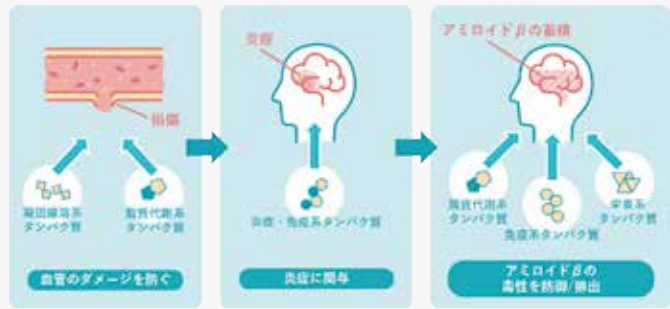 損傷
凝固線溶系
タンパク質
脂質代謝系
タンパク質
血管のダメージを防ぐ
炎症
炎症・免疫系タンパク質
炎症に関与
アミロイドβの蓄積
脂質代謝系
タンパク質
免疫系タンパク質
栄養系
タンパク質
アミロイドβの
毒性を防御/排出